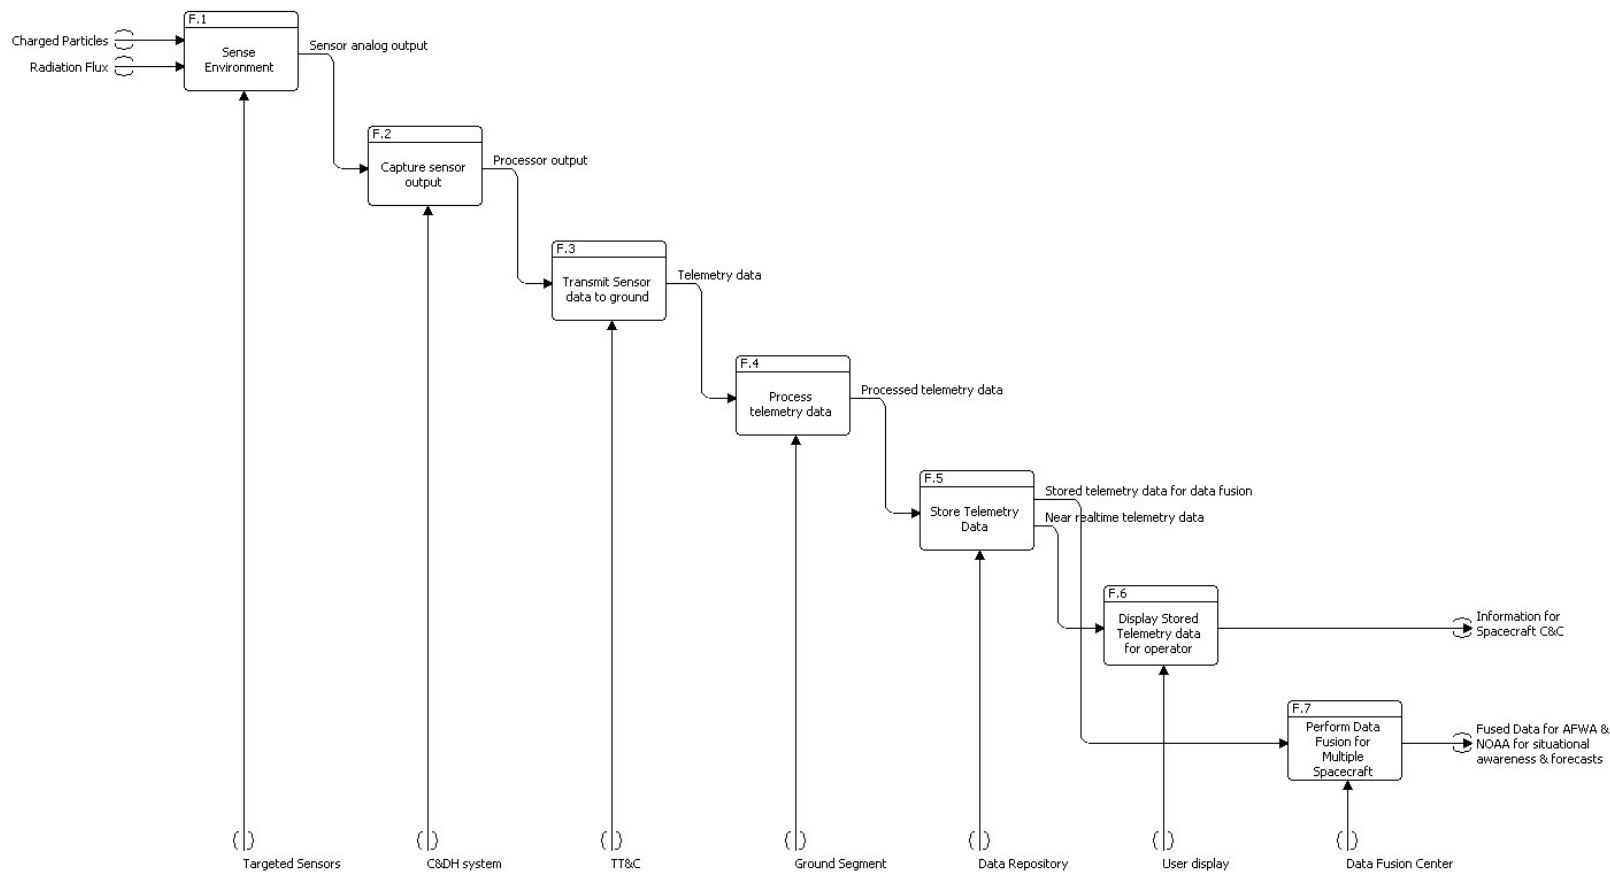 F.1
Charged Particles
Radiation Flux
Sense
Environment
Sensor analog output
F.2
Capture sensor
output
Processor output
F.3
Transmit Sensor
data to ground
Telemetry data
F.4
Process
telemetry data
Processed telemetry data
F.5
Store Telemetry
Data
Stored telemetry data for data fusion
Near realtime telemetry data
F.6
Display Stored
Telemetry data
for operator
Information for
Spacecraft C&C
F.7
Perform Data
Fusion for
Multiple
Spacecraft
Fused Data for AFWA &
NOAA for situational
awareness & forecasts
Targeted Sensors
C&DH system
TT&C
Ground Segment
Data Repository
User display
Data Fusion Center